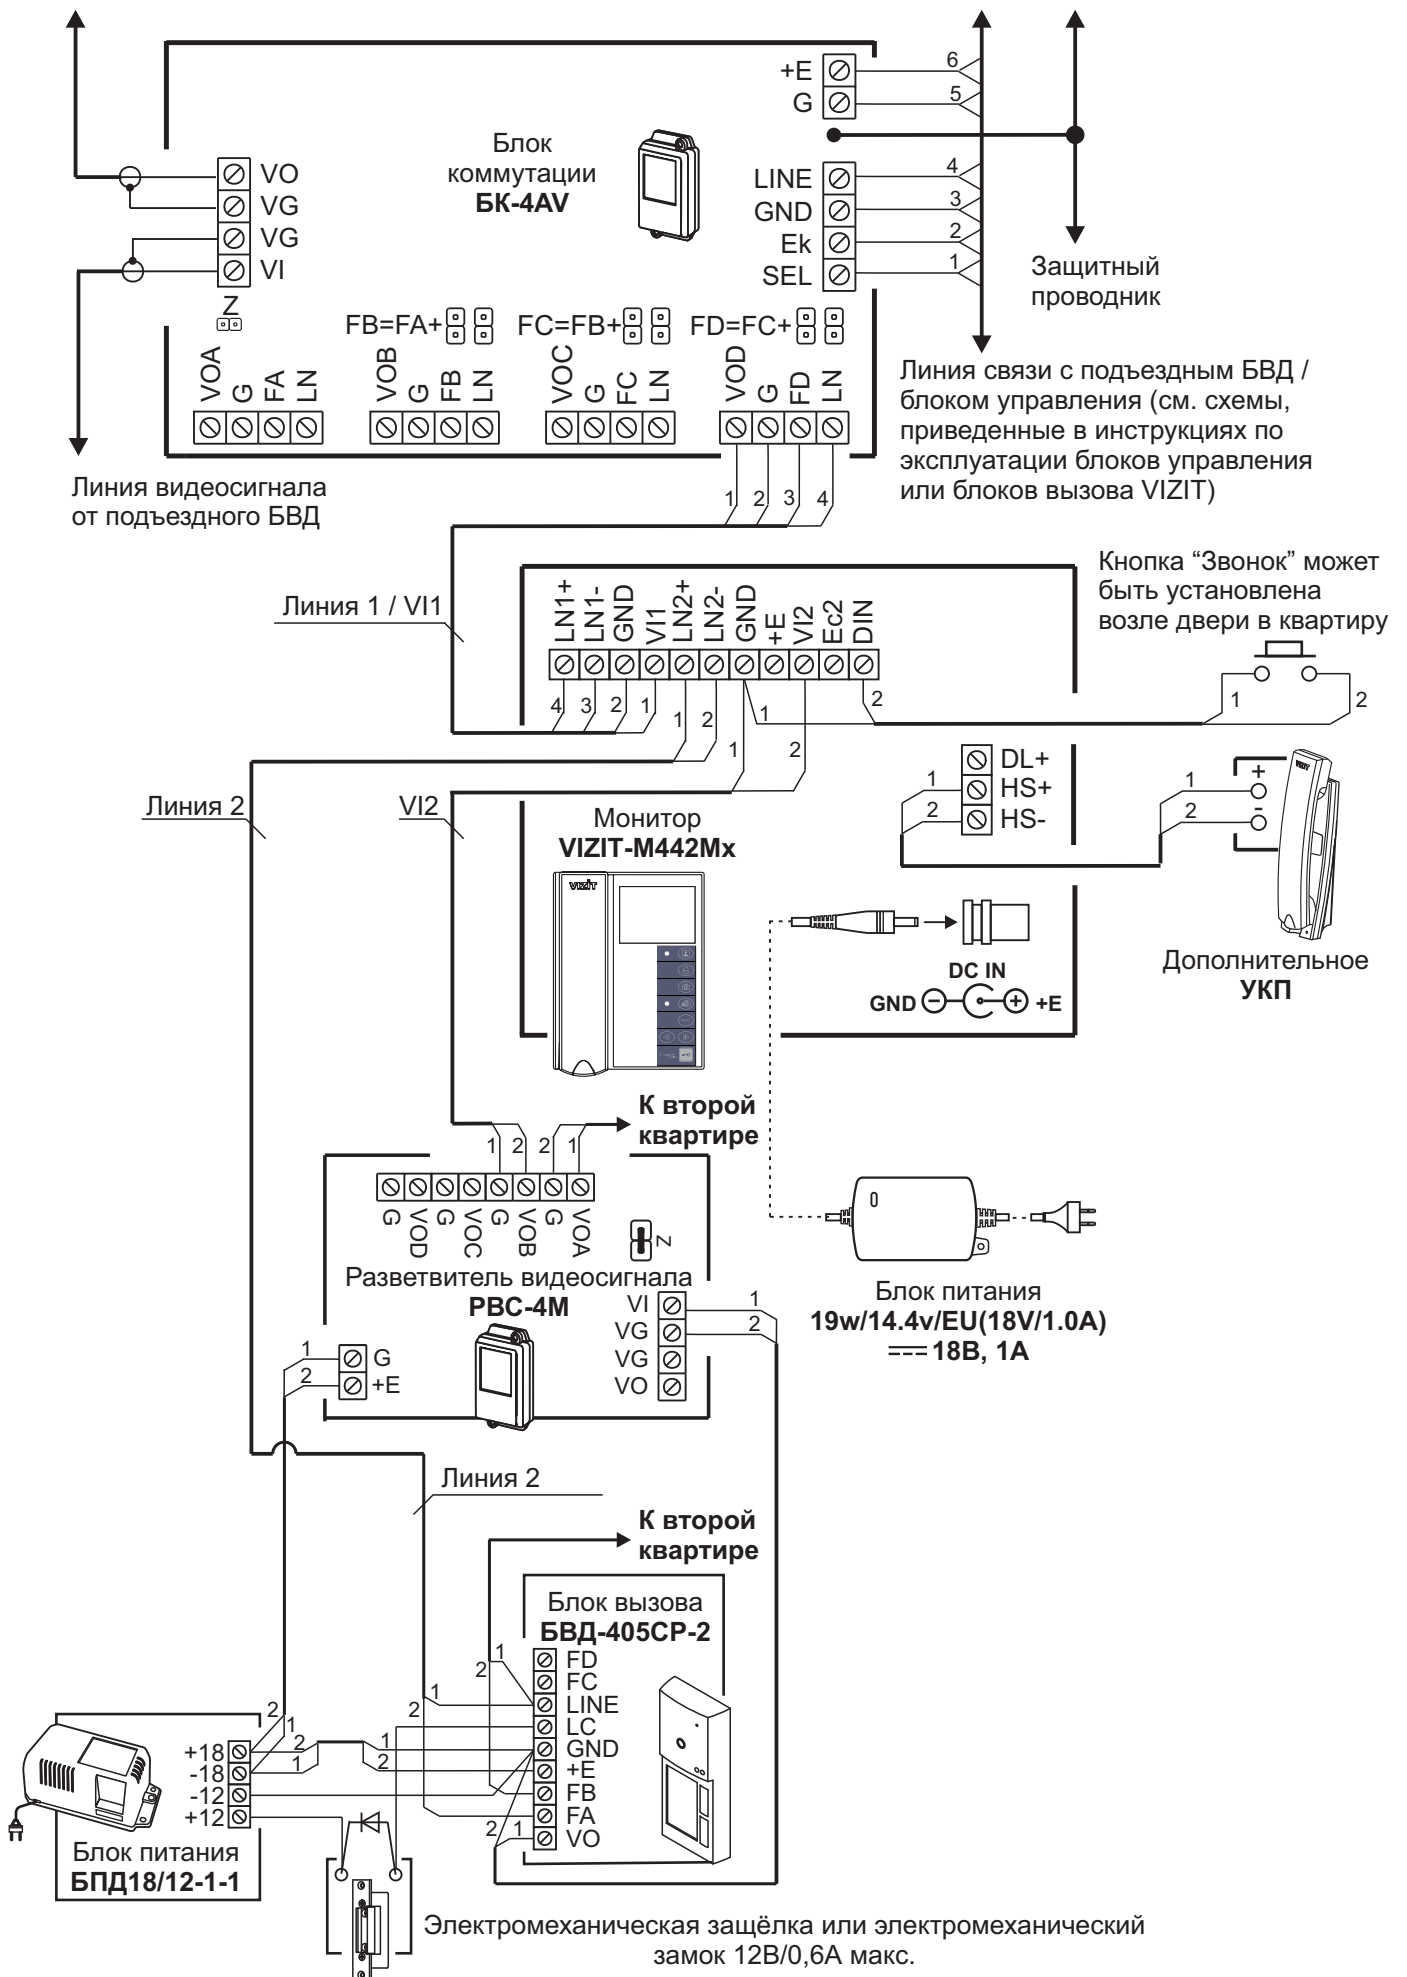 +E
G
6
5
Блок
коммутации
БК-4AV
VO
VG
VG
VI
LINE
GND
Ek
SEL
4
3
2
1
Защитный
проводник
Z
FB=FA+
FC=FB+
FD=FC+
VOA
G
FA
LN
VOB
G
FB
LN
VOC
G
FC
LN
VOD
G
FD
LN
Линия связи с подъездным БВД /
блоком управления (см. схемы,
приведенные в инструкциях по
эксплуатации блоков управления
или блоков вызова VIZIT)
Линия видеосигнала
от подъездного БВД
1
2
3
4
Кнопка “Звонок” может
быть установлена
возле двери в квартиру
Линия 1 / VI1
LN1+
LN1-
GND
VI1
LN2+
LN2-
GND
+E
VI2
Ec2
DIN
4
3
2
1
1
2
1
1
2
2
1
2
Линия 2
VI2
Монитор
VIZIT-M442Mx
VIZIT
DL+
HS+
HS-
1
2
1
2
+
-
VIZIT
DC IN
GND
+E
Дополнительное
УКП
К второй
квартире
1
2
2
1
G
VOD
G
VOC
G
VOB
G
VOA
Z
Разветвитель видеосигнала
РВС-4М
VI
VG
VG
VO
1
2
1
2
G
+E
Блок питания
19w/14.4v/EU(18V/1.0A)
18В, 1А
Линия 2
К второй
квартире
Блок вызова
БВД-405СР-2
FD
FC
LINE
LC
GND
+E
FB
FA
VO
1
2
1
2
1
2
2
1
2
1
2
1
+18
-18
-12
+12
Блок питания
БПД18/12-1-1
Электромеханическая защёлка или электромеханический
замок 12В/0,6А макс.